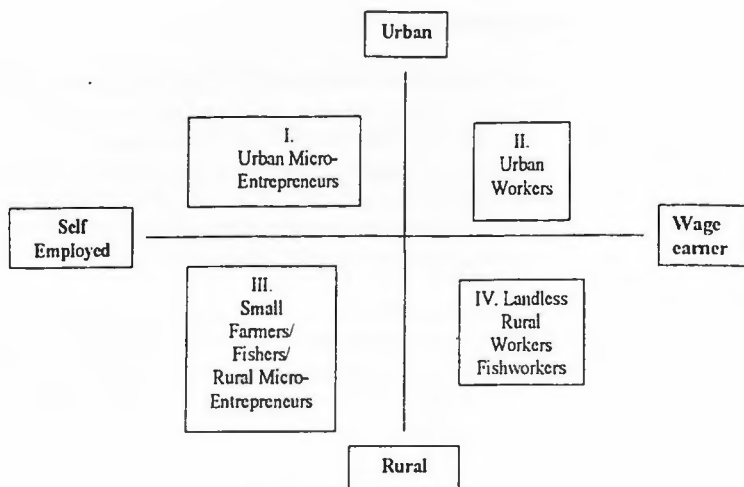 Urban
I.
Urban Micro-
Entrepreneurs
II.
Urban
Workers
Self
Employed
Wage
earner
III.
Small
Farmers/
Fishers/
Rural Micro-
Entrepreneurs
IV. Landless
Rural
Workers
Fishworkers
Rural